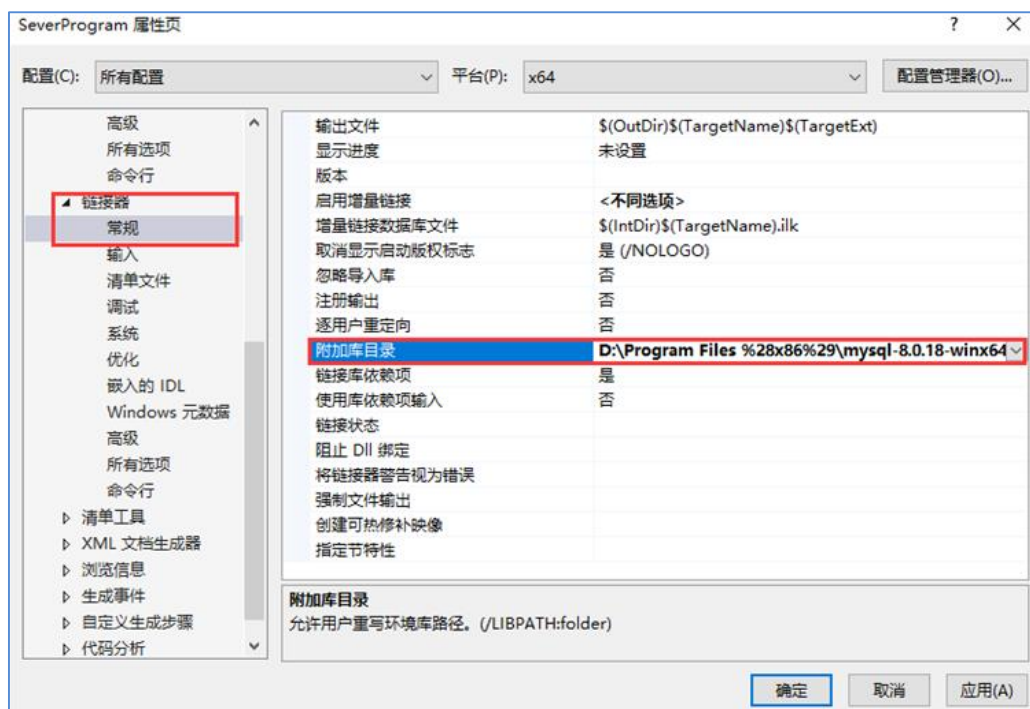 SeverProgram 属性页 ? ×
配置(C): 所有配置 平台(P): x64 配置管理器(O)...
高级
所有选项
命令行
链接器
常规
输入
清单文件
调试
系统
优化
嵌入的 IDL
Windows 元数据
高级
所有选项
命令行
清单工具
XML 文档生成器
浏览信息
生成事件
自定义生成步骤
代码分析
输出文件 $(OutDir)$(TargetName)$(TargetExt)
显示进度 未设置
版本
启用增量链接 <不同选项>
增量链接数据库文件 $(IntDir)$(TargetName).ilk
取消显示启动版权标志 是 (/NOLOGO)
忽略导入库 否
注册输出 否
逐用户重定向 否
附加库目录 D:\Program Files %28x86%29\mysql-8.0.18-winx64
链接库依赖项 是
使用库依赖项输入 否
链接状态
阻止 Dll 绑定
将链接器警告视为错误
强制文件输出
创建可热修补映像
指定节特性
附加库目录
允许用户重写环境库路径。(/LIBPATH:folder)
确定 取消 应用(A)